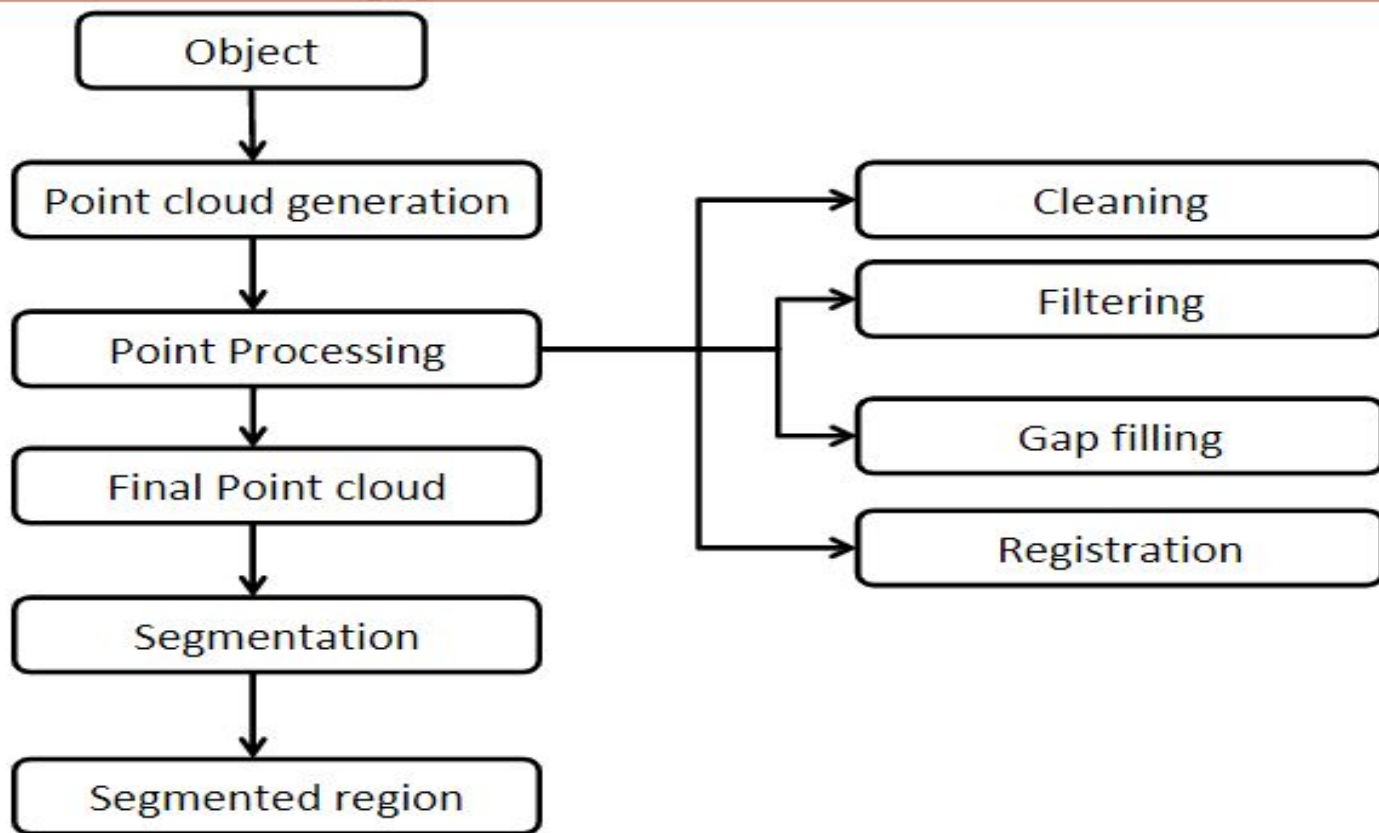 Object
Point cloud generation
Point Processing
Final Point cloud
Segmentation
Segmented region
Cleaning
Filtering
Gap filling
Registration